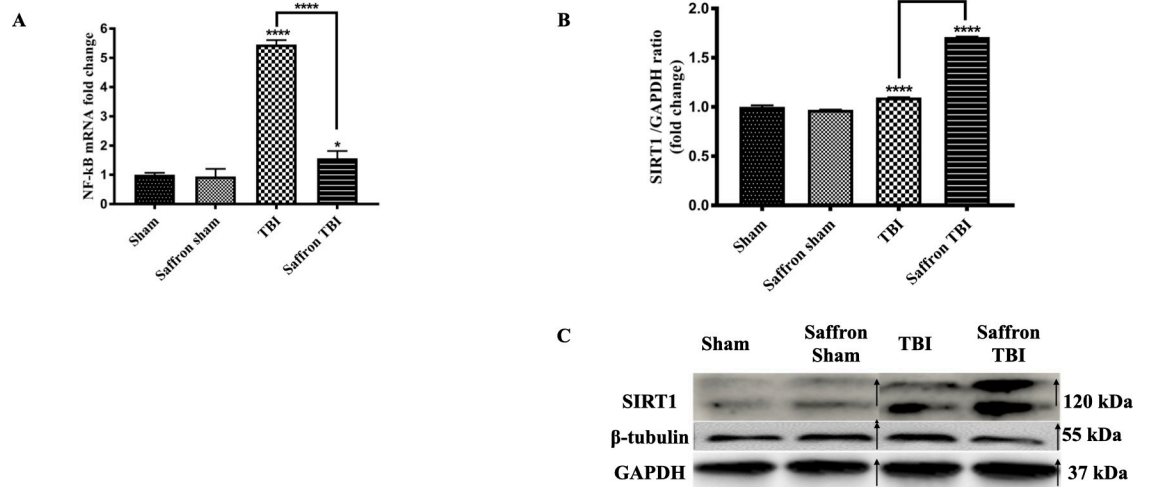 A
NF-kB mRNA fold change
6
5
4
3
2
1
0
****
****
*
Sham
Saffron sham
TBI
Saffron TBI
B
SIRT1 /GAPDH ratio
(fold change)
2.0
1.5
1.0
0.5
0.0
****
****
Sham
Saffron sham
TBI
Saffron TBI
C
Sham
Saffron
Sham
TBI
Saffron
TBI
SIRT1
120 kDa
β-tubulin
55 kDa
GAPDH
37 kDa